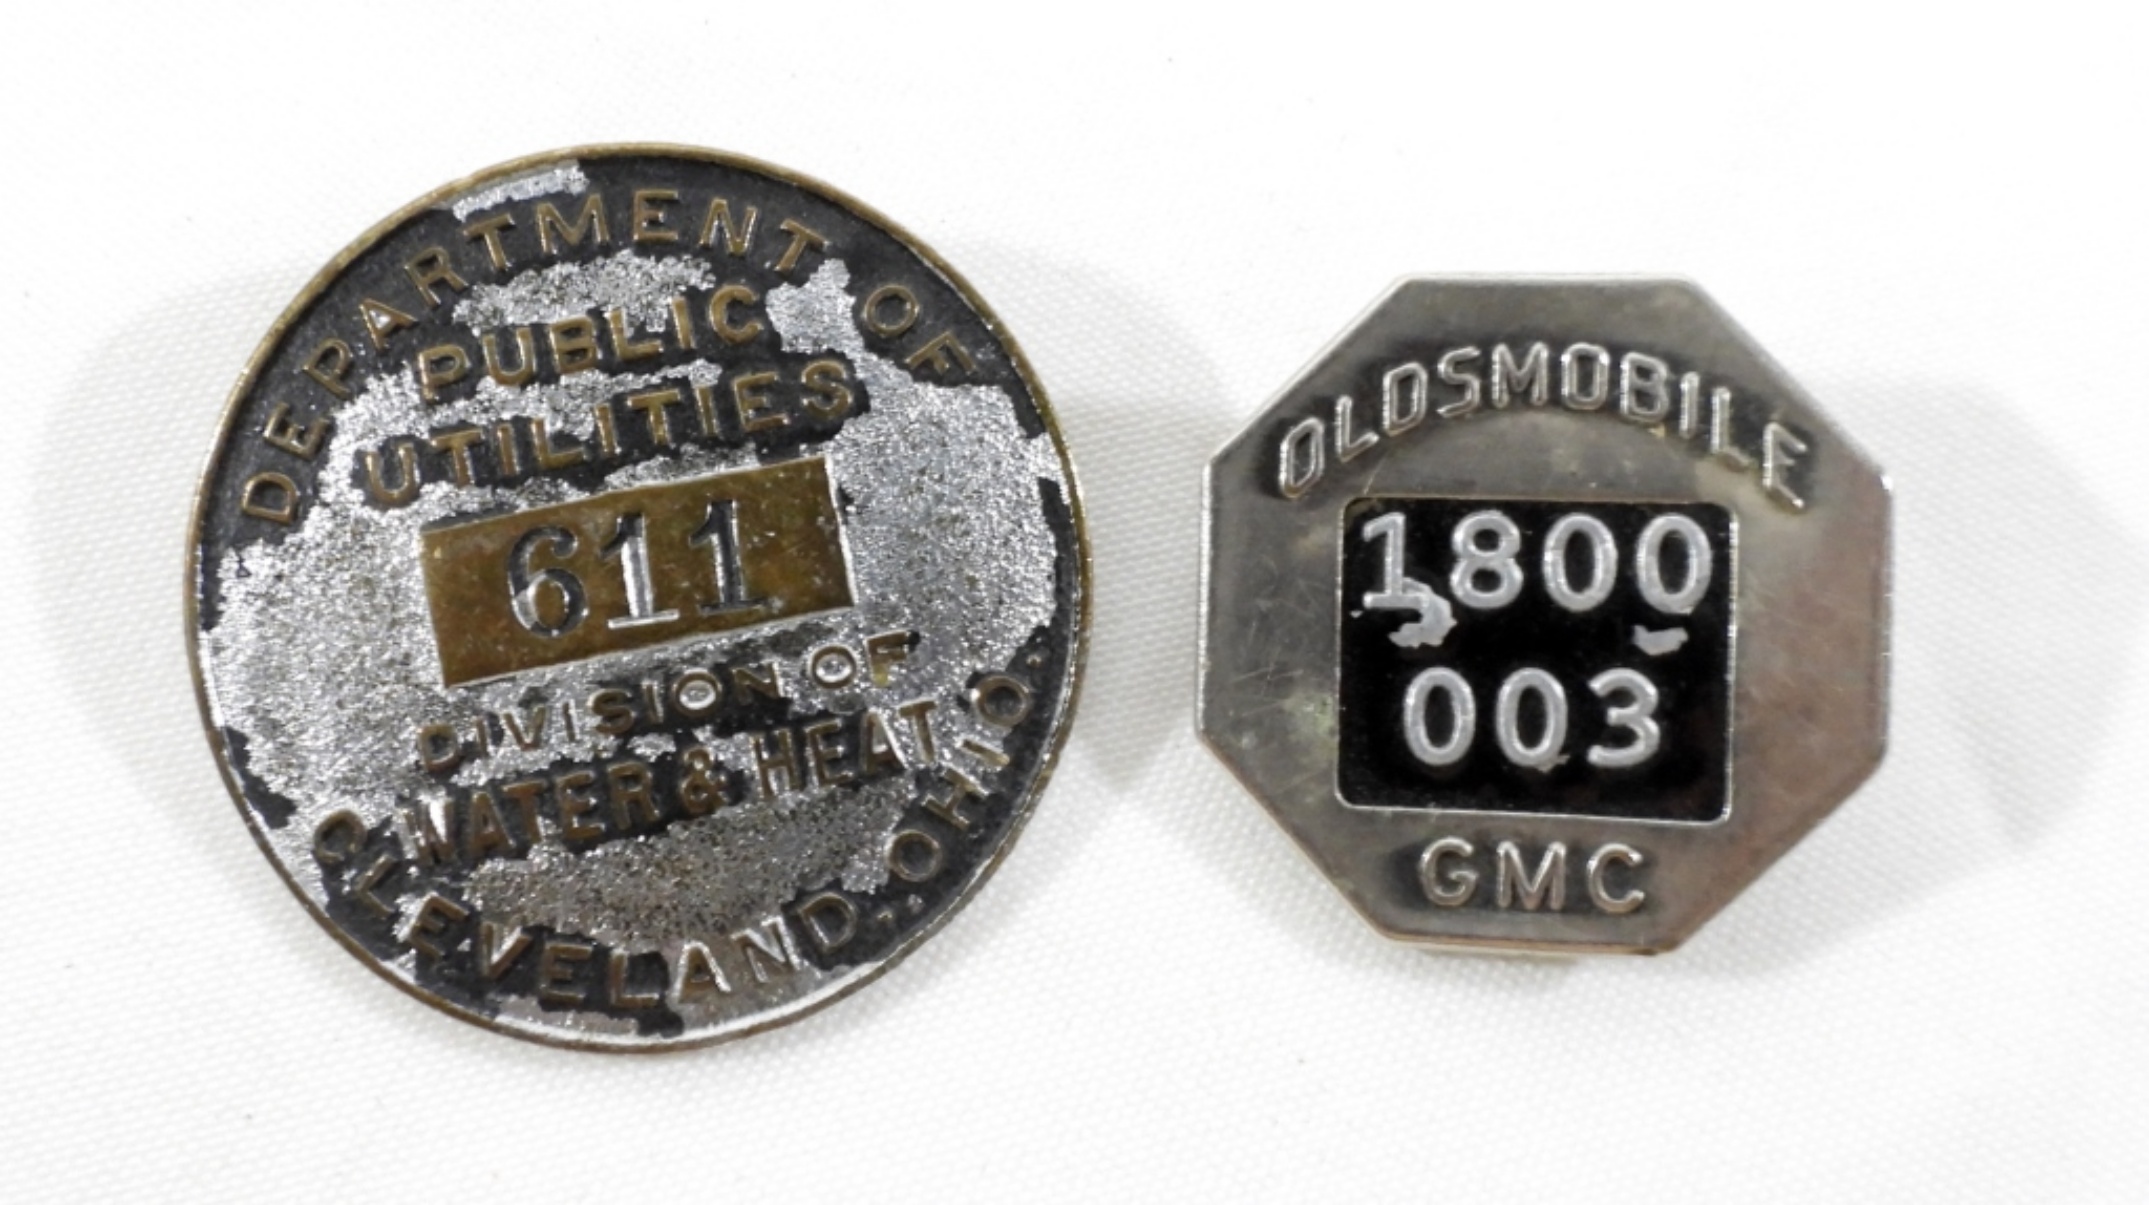 DEPARTMENT OF
PUBLIC
UTILITIES
611
DIVISION OF
WATER & HEAT
CLEVELAND, OHIO.
OLDSMOBILE
1800
003
GMC